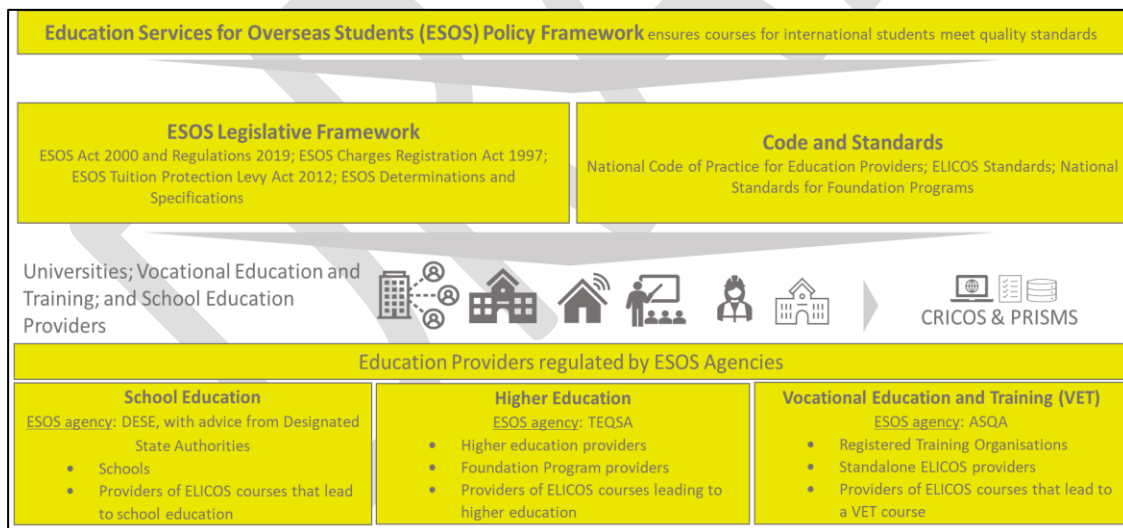 Education Services for Overseas Students (ESOS) Policy Framework ensures courses for international students meet quality standards
ESOS Legislative Framework
ESOS Act 2000 and Regulations 2019; ESOS Charges Registration Act 1997;
ESOS Tuition Protection Levy Act 2012; ESOS Determinations and
Specifications
Code and Standards
National Code of Practice for Education Providers; ELICOS Standards; National
Standards for Foundation Programs
Universities; Vocational Education and
Training; and School Education
Providers
CRICOS & PRISMS
Education Providers regulated by ESOS Agencies
School Education
ESOS agency: DESE, with advice from Designated
State Authorities
• Schools
• Providers of ELICOS courses that lead
to school education
Higher Education
ESOS agency: TEQSA
• Higher education providers
• Foundation Program providers
• Providers of ELICOS courses leading to
higher education
Vocational Education and Training (VET)
ESOS agency: ASQA
• Registered Training Organisations
• Standalone ELICOS providers
• Providers of ELICOS courses that lead to
a VET course